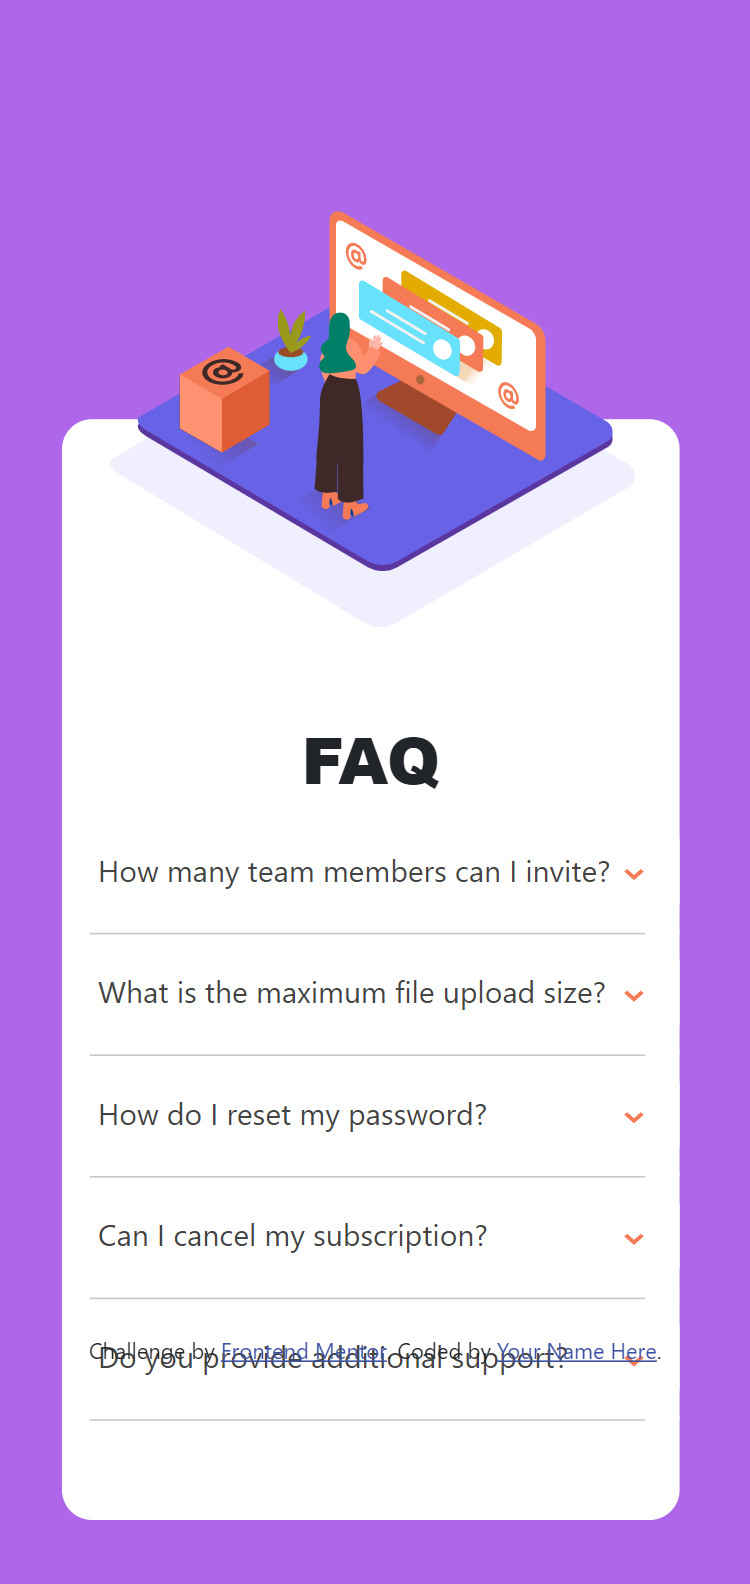 @
@
@
FAQ
How many team members can I invite?
What is the maximum file upload size?
How do I reset my password?
Can I cancel my subscription?
Challenge by Frontend Mentor. Coded by Your Name Here.
Do you provide additional support?